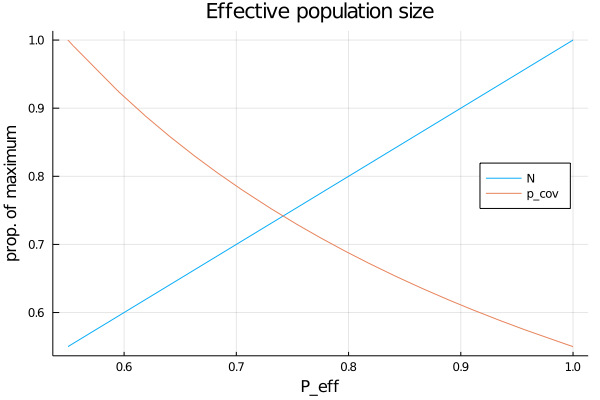 Effective population size
prop. of maximum
1.0
0.9
0.8
0.7
0.6
N
p_cov
0.6 0.7 0.8 0.9 1.0
P_eff